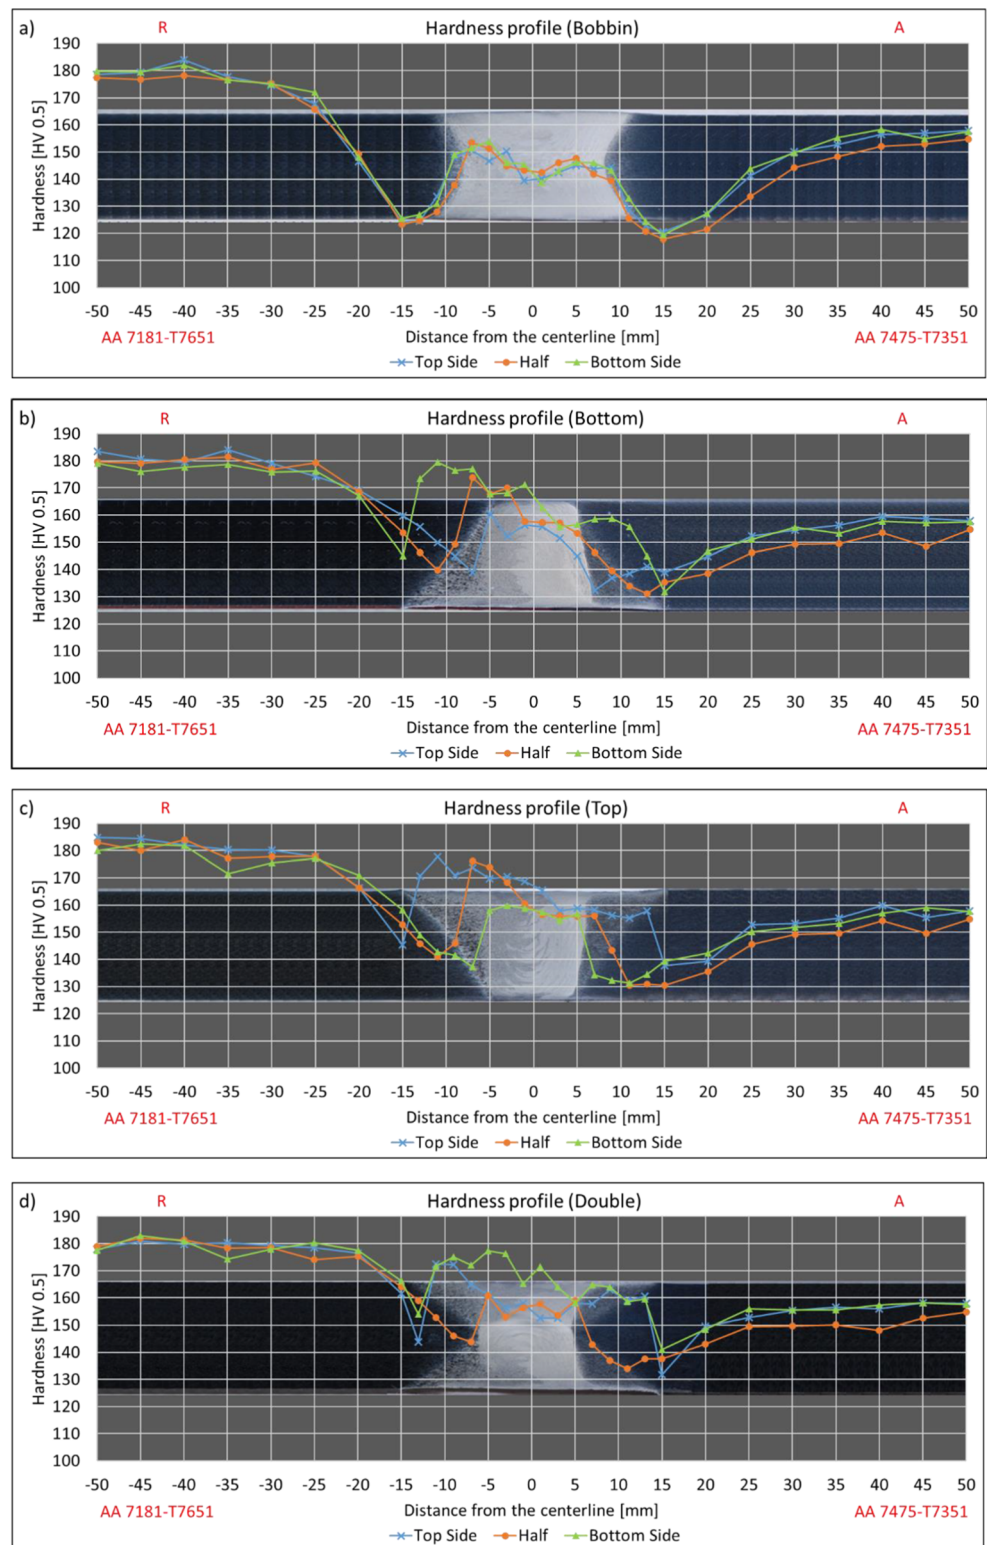 a) R Hardness profile (Bobbin) A
190
180
170
160
150
140
130
120
110
100
Hardness [HV 0.5]
-50 -45 -40 -35 -30 -25 -20 -15 -10 -5 0 5 10 15 20 25 30 35 40 45 50
AA 7181-T7651 Distance from the centerline [mm] AA 7475-T7351
Top Side Half Bottom Side
b) R Hardness profile (Bottom) A
190
180
170
160
150
140
130
120
110
100
Hardness [HV 0.5]
-50 -45 -40 -35 -30 -25 -20 -15 -10 -5 0 5 10 15 20 25 30 35 40 45 50
AA 7181-T7651 Distance from the centerline [mm] AA 7475-T7351
Top Side Half Bottom Side
c) R Hardness profile (Top) A
190
180
170
160
150
140
130
120
110
100
Hardness [HV 0.5]
-50 -45 -40 -35 -30 -25 -20 -15 -10 -5 0 5 10 15 20 25 30 35 40 45 50
AA 7181-T7651 Distance from the centerline [mm] AA 7475-T7351
Top Side Half Bottom Side
d) R Hardness profile (Double) A
190
180
170
160
150
140
130
120
110
100
Hardness [HV 0.5]
-50 -45 -40 -35 -30 -25 -20 -15 -10 -5 0 5 10 15 20 25 30 35 40 45 50
AA 7181-T7651 Distance from the centerline [mm] AA 7475-T7351
Top Side Half Bottom Side